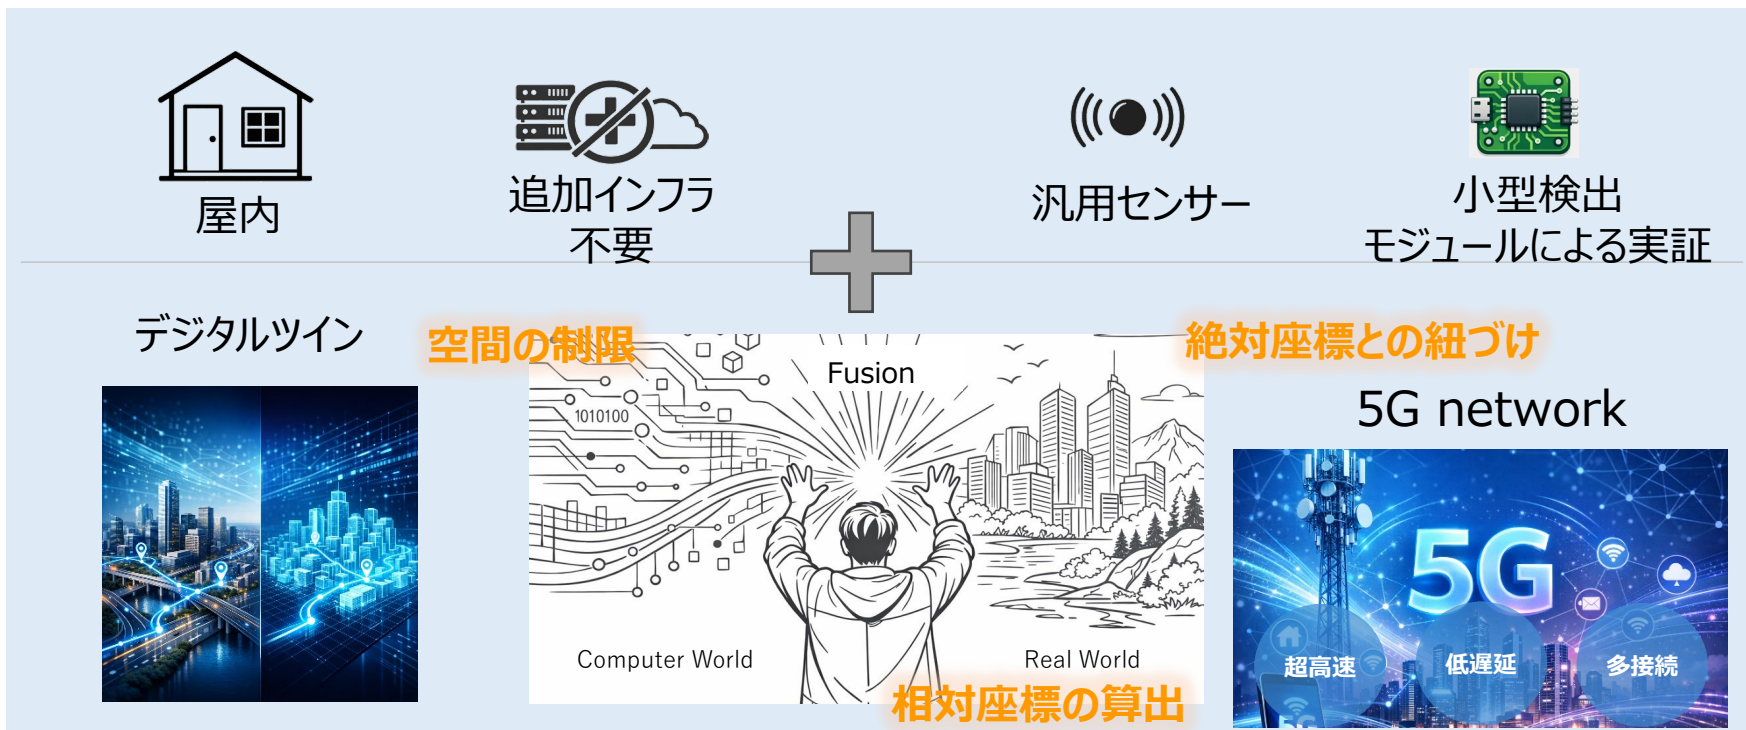 屋内
追加インフラ
不要
汎用センサー
小型検出
モジュールによる実証
デジタルツイン
空間の制限
絶対座標との紐づけ
Fusion
1010100
5G network
5G
Computer World
Real World
超高速
低遅延
多接続
相対座標の算出
5G